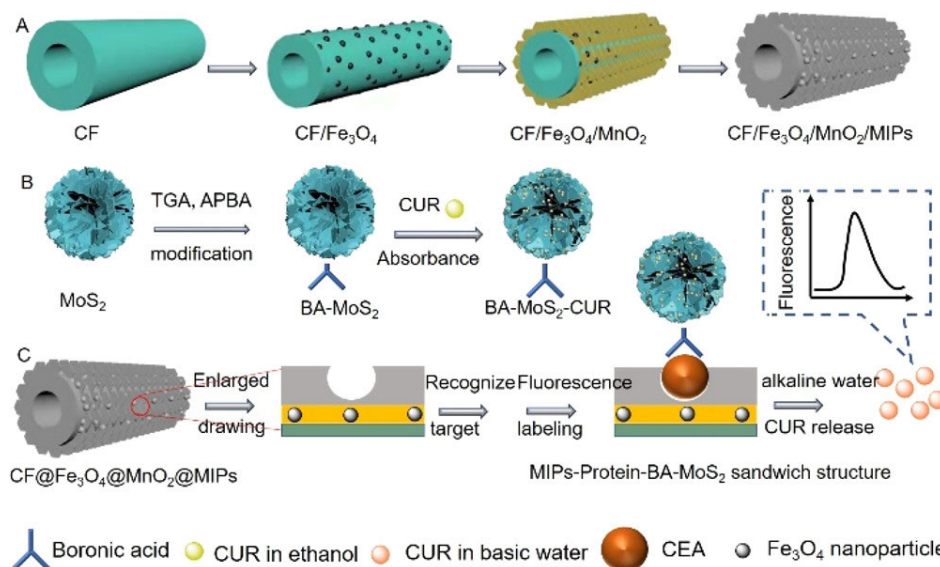 A
CF
CF/Fe₃O₄
CF/Fe₃O₄/MnO₂
CF/Fe₃O₄/MnO₂/MIPs
B
MoS₂
TGA, APBA
modification
BA-MoS₂
CUR
Absorbance
BA-MoS₂-CUR
Fluorescence
C
CF@Fe₃O₄@MnO₂@MIPs
Enlarged
drawing
Recognize
target
Fluorescence
labeling
MIPs-Protein-BA-MoS₂ sandwich structure
alkaline water
CUR release
Boronic acid
CUR in ethanol
CUR in basic water
CEA
Fe₃O₄ nanoparticle